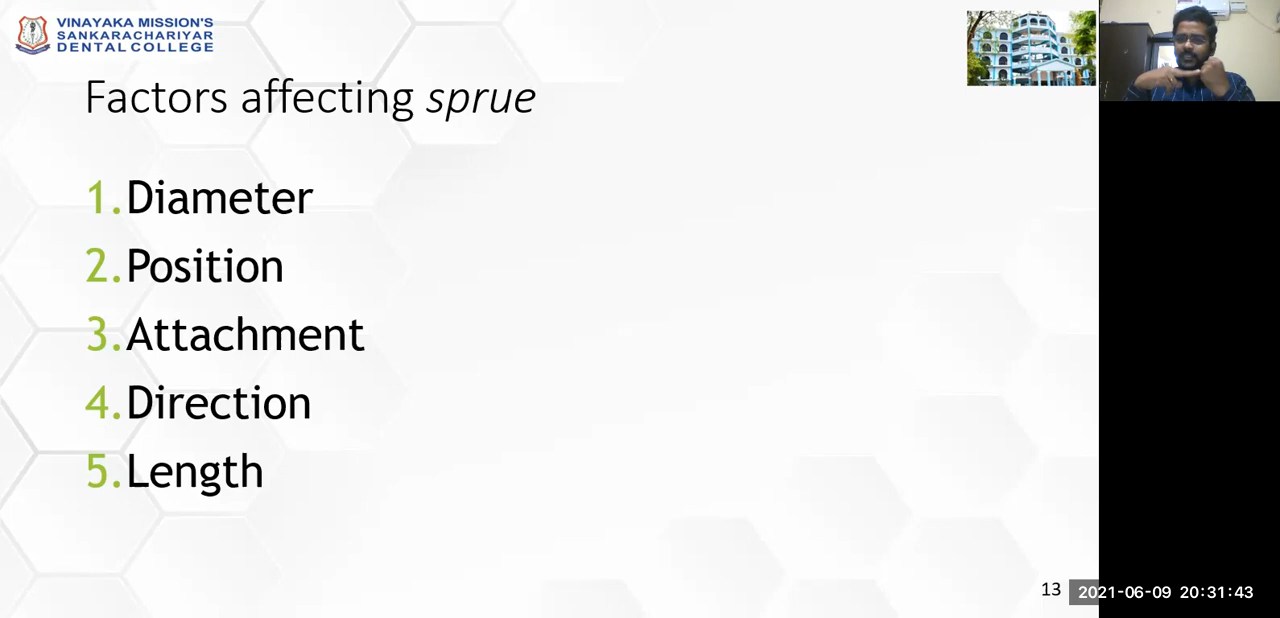 VINAYAKA MISSION'S
SANKARACHARIYAR
DENTAL COLLEGE
Factors affecting sprue
1. Diameter
2. Position
3. Attachment
4. Direction
5. Length
13
2021-06-09 20:31:43